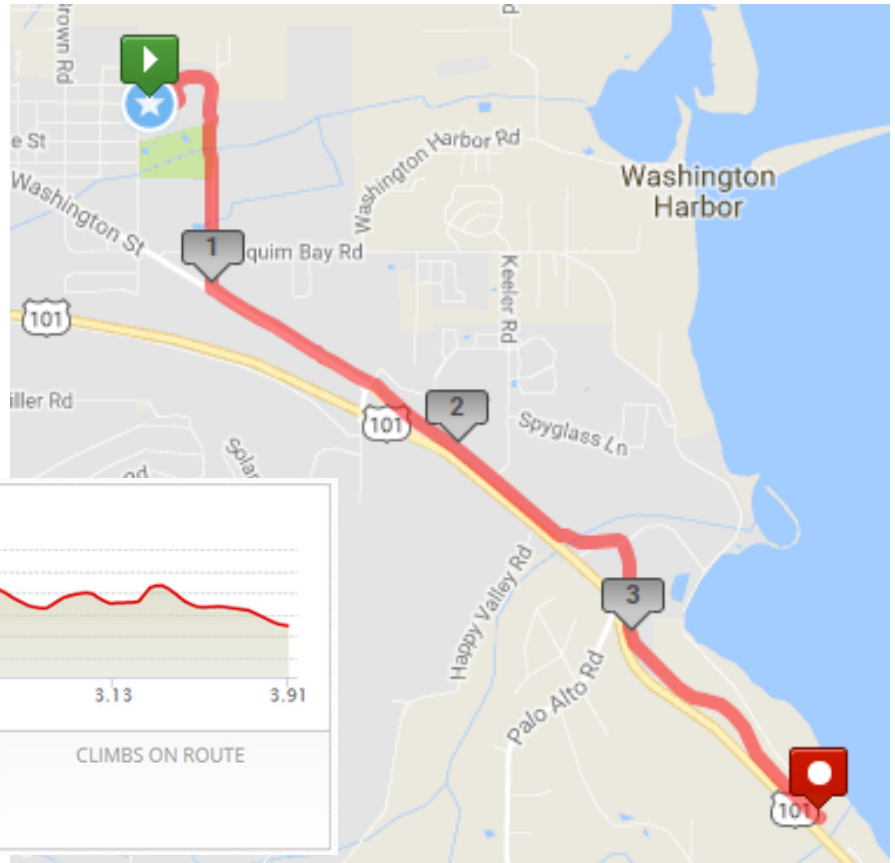 Brown Rd
e St
Washington St
1
quim Bay Rd
Washington Harbor Rd
Washington
Harbor
Keeler Rd
101
iller Rd
101
2
Spyglass Ln
Happy Valley Rd
3
Palo Alto Rd
101
3.13
3.91
CLIMBS ON ROUTE